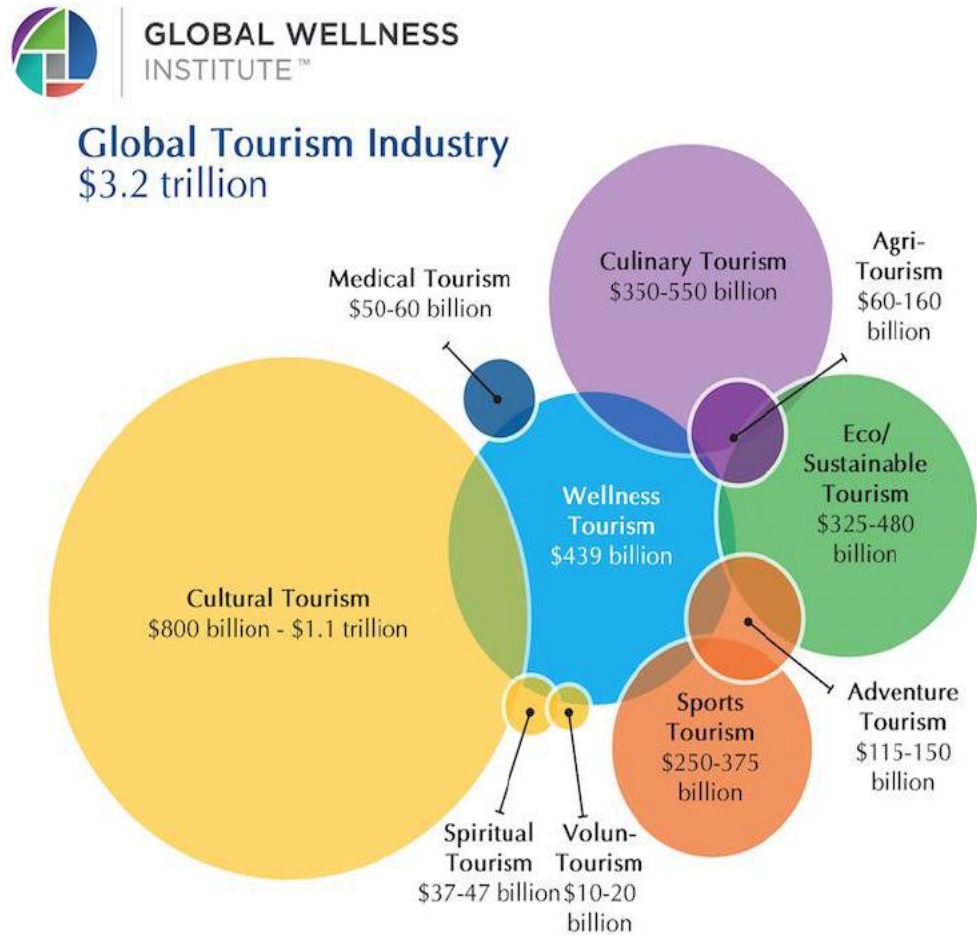 GLOBAL WELLNESS
INSTITUTE™
Global Tourism Industry
$3.2 trillion
Culinary Tourism
$350-550 billion
Agri-
Tourism
$60-160
billion
Medical Tourism
$50-60 billion
Eco/
Sustainable
Tourism
$325-480
billion
Wellness
Tourism
$439 billion
Cultural Tourism
$800 billion - $1.1 trillion
Sports
Tourism
$250-375
billion
Adventure
Tourism
$115-150
billion
Spiritual
Tourism
$37-47 billion
Volun-
Tourism
$10-20
billion